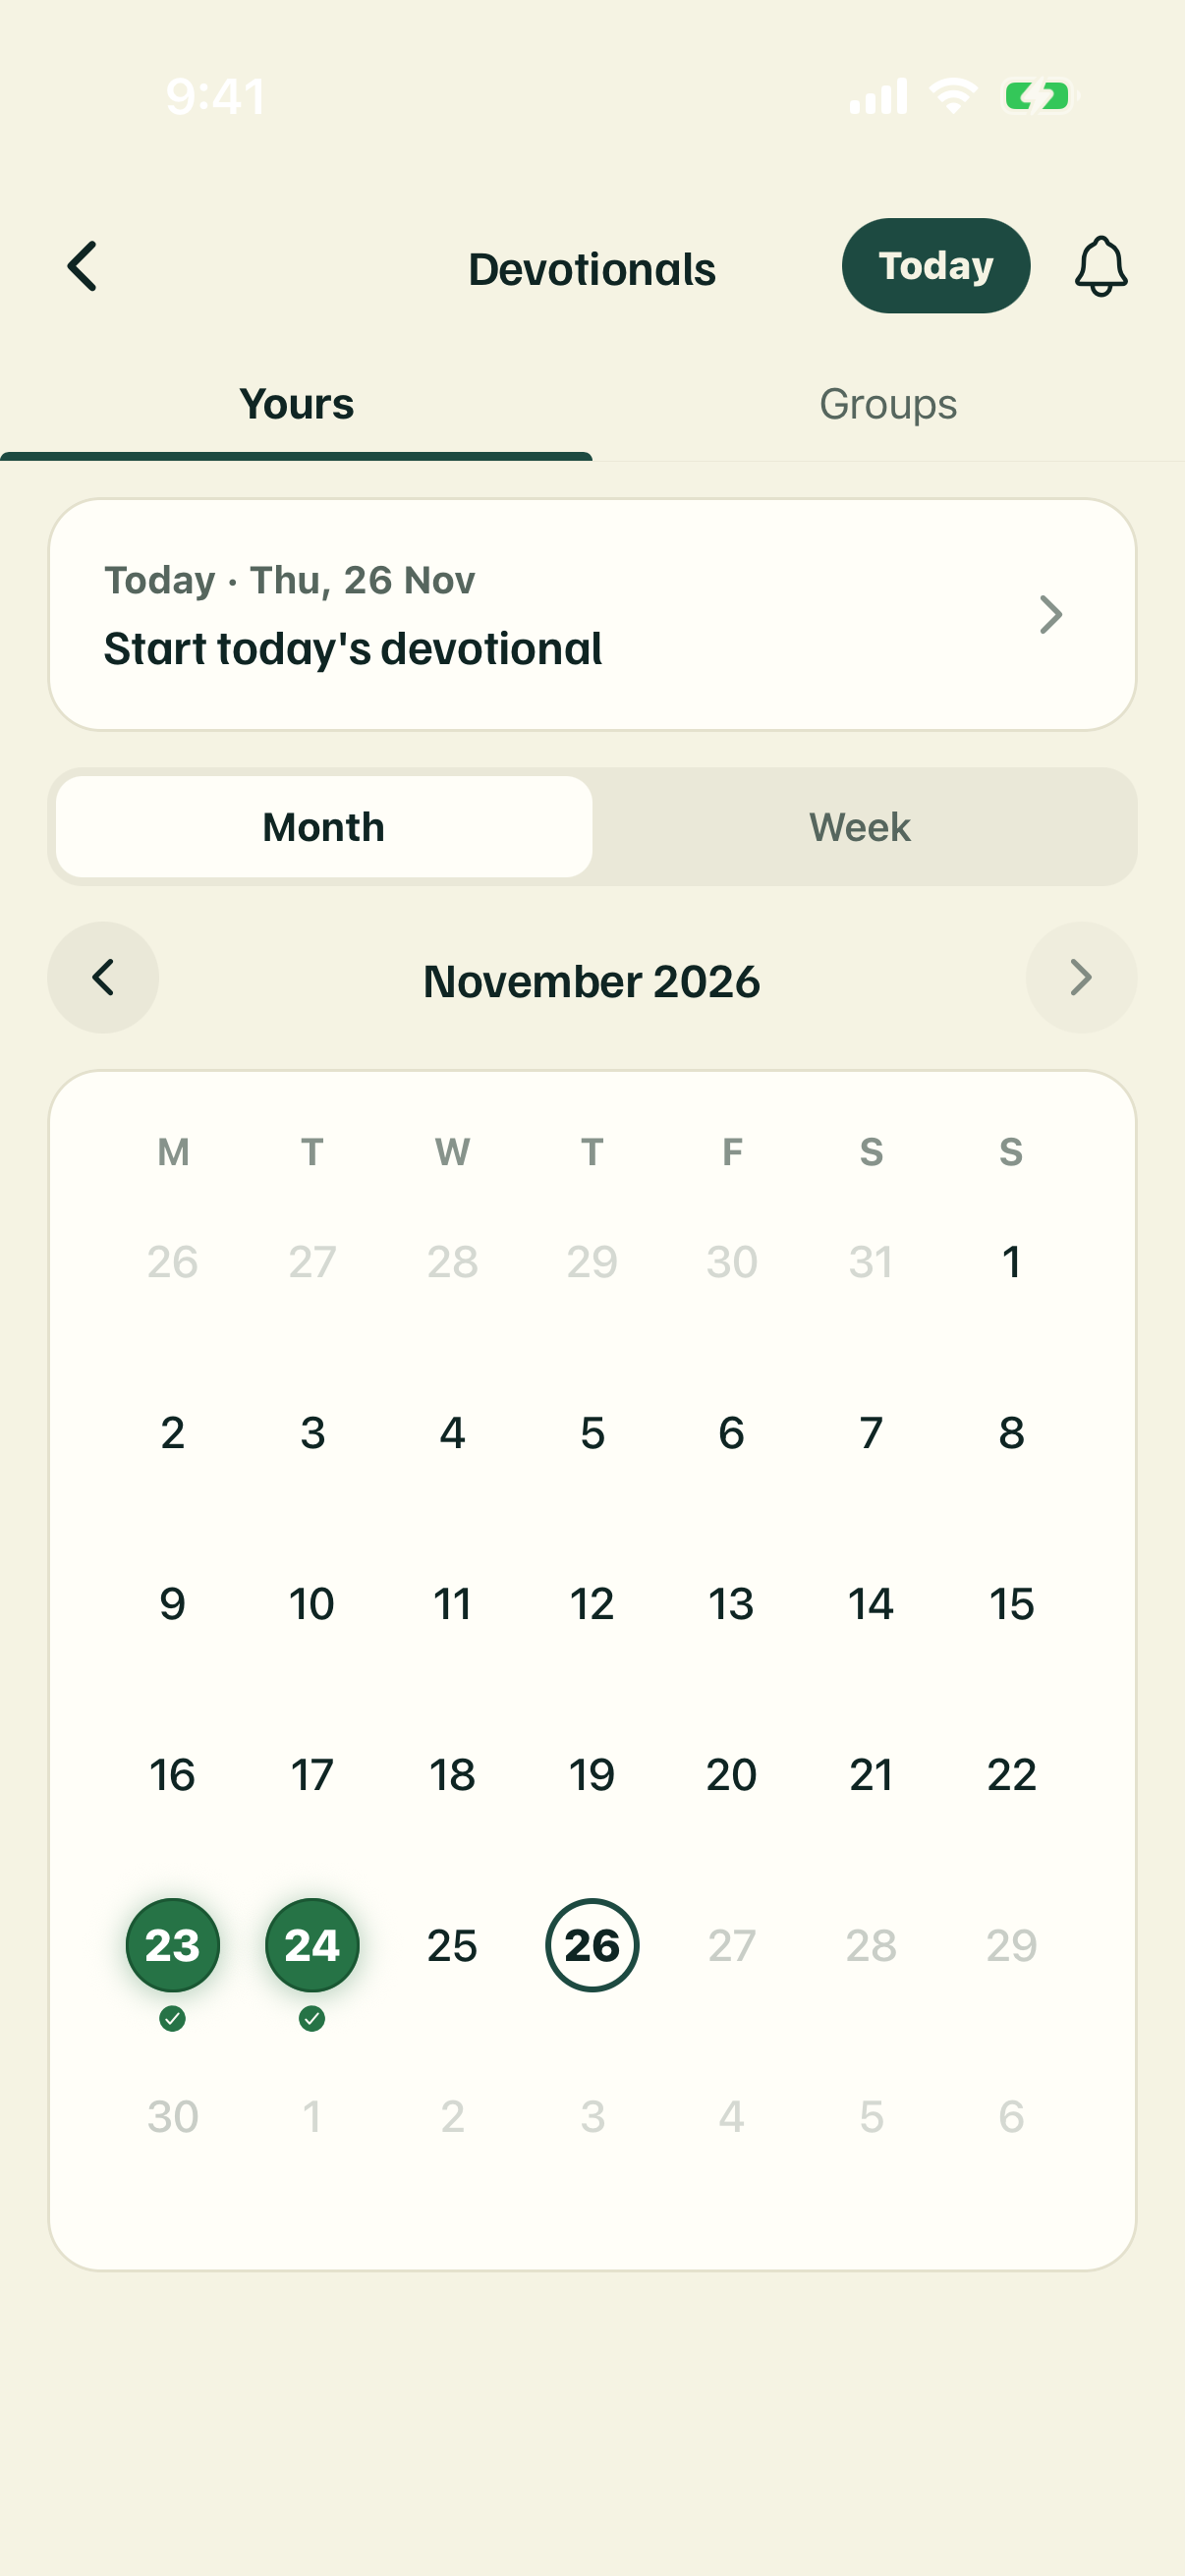 9:41
Devotionals
Today
Yours
Groups
Today · Thu, 26 Nov
Start today's devotional
Month
Week
November 2026
M T W T F S S
26 27 28 29 30 31 1
2 3 4 5 6 7 8
9 10 11 12 13 14 15
16 17 18 19 20 21 22
23 24 25 26 27 28 29
30 1 2 3 4 5 6